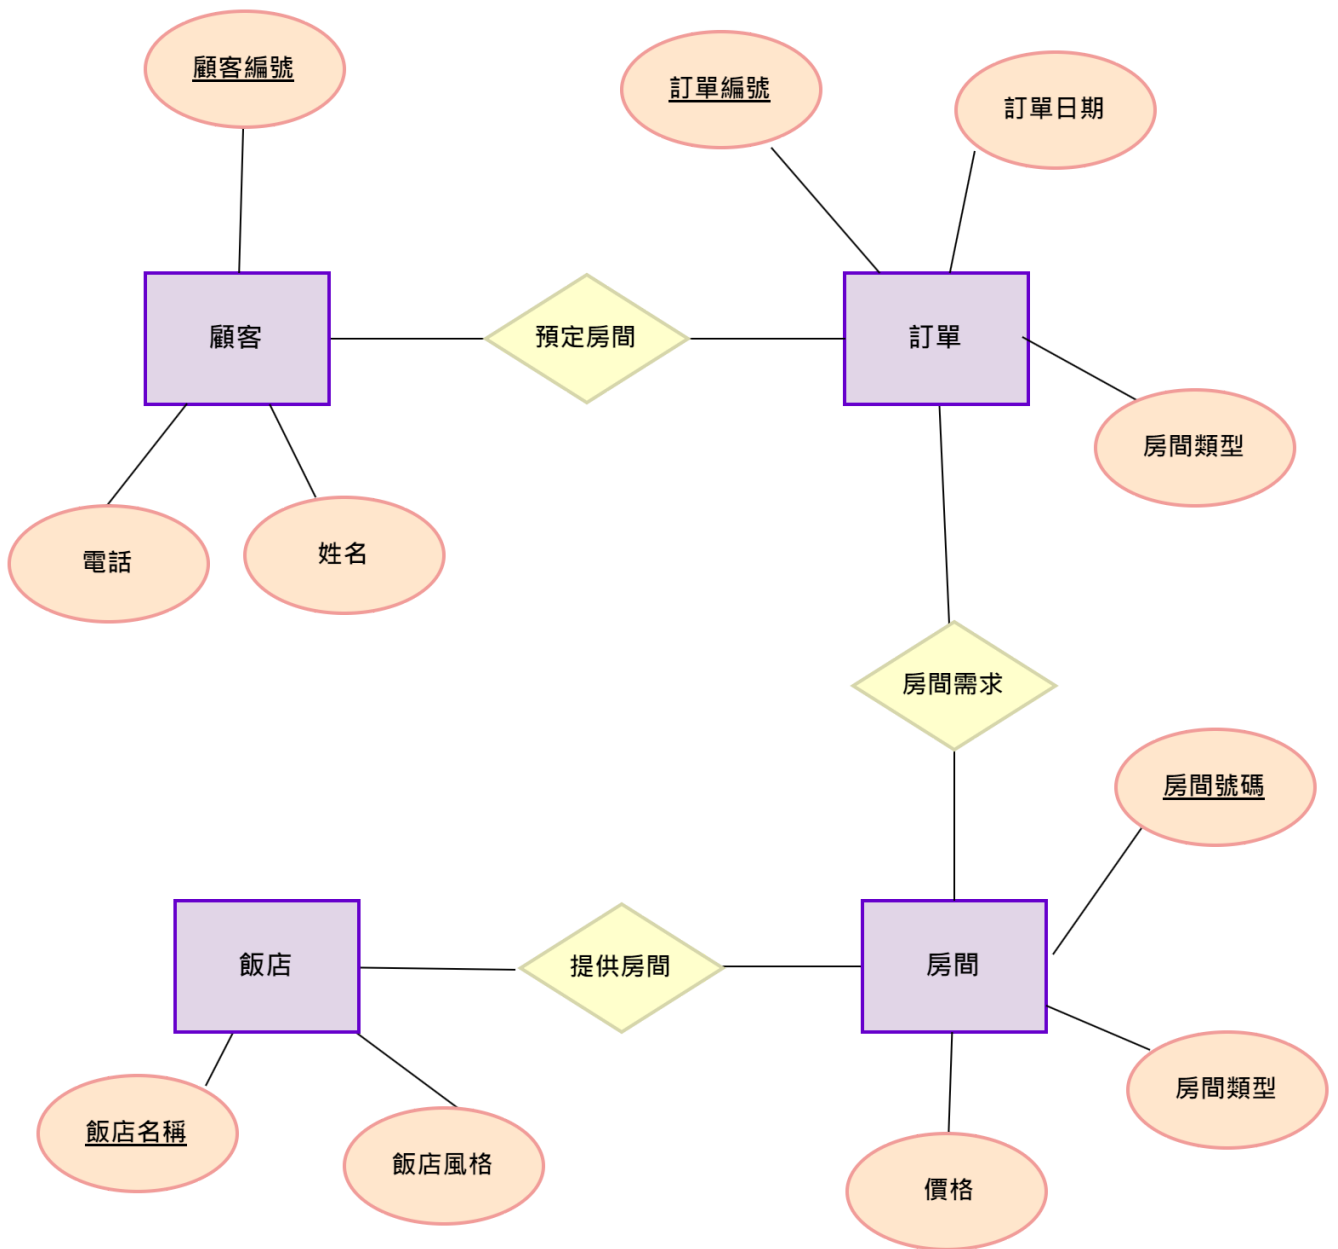 顧客編號
訂單編號
訂單日期
顧客
預定房間
訂單
房間類型
電話
姓名
房間需求
房間號碼
飯店
提供房間
房間
房間類型
飯店名稱
飯店風格
價格